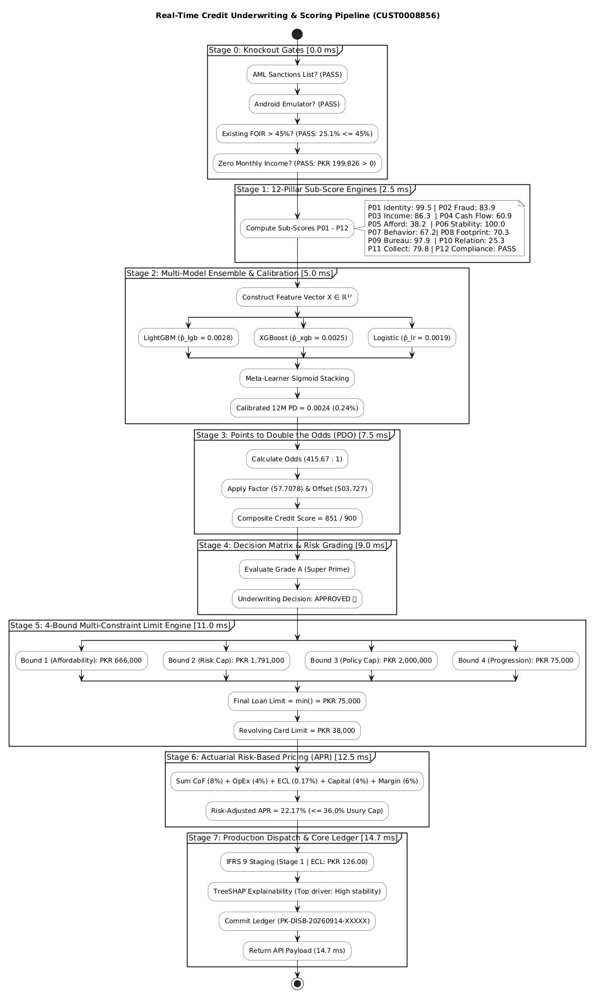 Real-Time Credit Underwriting & Scoring Pipeline (CUST0008856)
Stage 0: Knockout Gates [0.0 ms]
AML Sanctions List? (PASS)
Android Emulator? (PASS)
Existing FOIR > 45%? (PASS: 25.1% <= 45%)
Zero Monthly Income? (PASS: PKR 199,826 > 0)
Stage 1: 12-Pillar Sub-Score Engines [2.5 ms]
Compute Sub-Scores P01 - P12
P01 Identity: 99.5 | P02 Fraud: 83.9
P03 Income: 86.3  | P04 Cash Flow: 60.9
P05 Afford: 38.2  | P06 Stability: 100.0
P07 Behavior: 67.2| P08 Footprint: 70.3
P09 Bureau: 97.9  | P10 Relation: 25.3
P11 Collect: 79.8 | P12 Compliance: PASS
Stage 2: Multi-Model Ensemble & Calibration [5.0 ms]
Construct Feature Vector X ∈ ℝ¹⁷
LightGBM (p̂_lgb = 0.0028)
XGBoost (p̂_xgb = 0.0025)
Logistic (p̂_lr = 0.0019)
Meta-Learner Sigmoid Stacking
Calibrated 12M PD = 0.0024 (0.24%)
Stage 3: Points to Double the Odds (PDO) [7.5 ms]
Calculate Odds (415.67 : 1)
Apply Factor (57.7078) & Offset (503.727)
Composite Credit Score = 851 / 900
Stage 4: Decision Matrix & Risk Grading [9.0 ms]
Evaluate Grade A (Super Prime)
Underwriting Decision: APPROVED
Stage 5: 4-Bound Multi-Constraint Limit Engine [11.0 ms]
Bound 1 (Affordability): PKR 666,000
Bound 2 (Risk Cap): PKR 1,791,000
Bound 3 (Policy Cap): PKR 2,000,000
Bound 4 (Progression): PKR 75,000
Final Loan Limit = min() = PKR 75,000
Revolving Card Limit = PKR 38,000
Stage 6: Actuarial Risk-Based Pricing (APR) [12.5 ms]
Sum CoF (8%) + OpEx (4%) + ECL (0.17%) + Capital (4%) + Margin (6%)
Risk-Adjusted APR = 22.17% (<= 36.0% Usury Cap)
Stage 7: Production Dispatch & Core Ledger [14.7 ms]
IFRS 9 Staging (Stage 1 | ECL: PKR 126.00)
TreeSHAP Explainability (Top driver: High stability)
Commit Ledger (PK-DISB-20260914-XXXXX)
Return API Payload (14.7 ms)